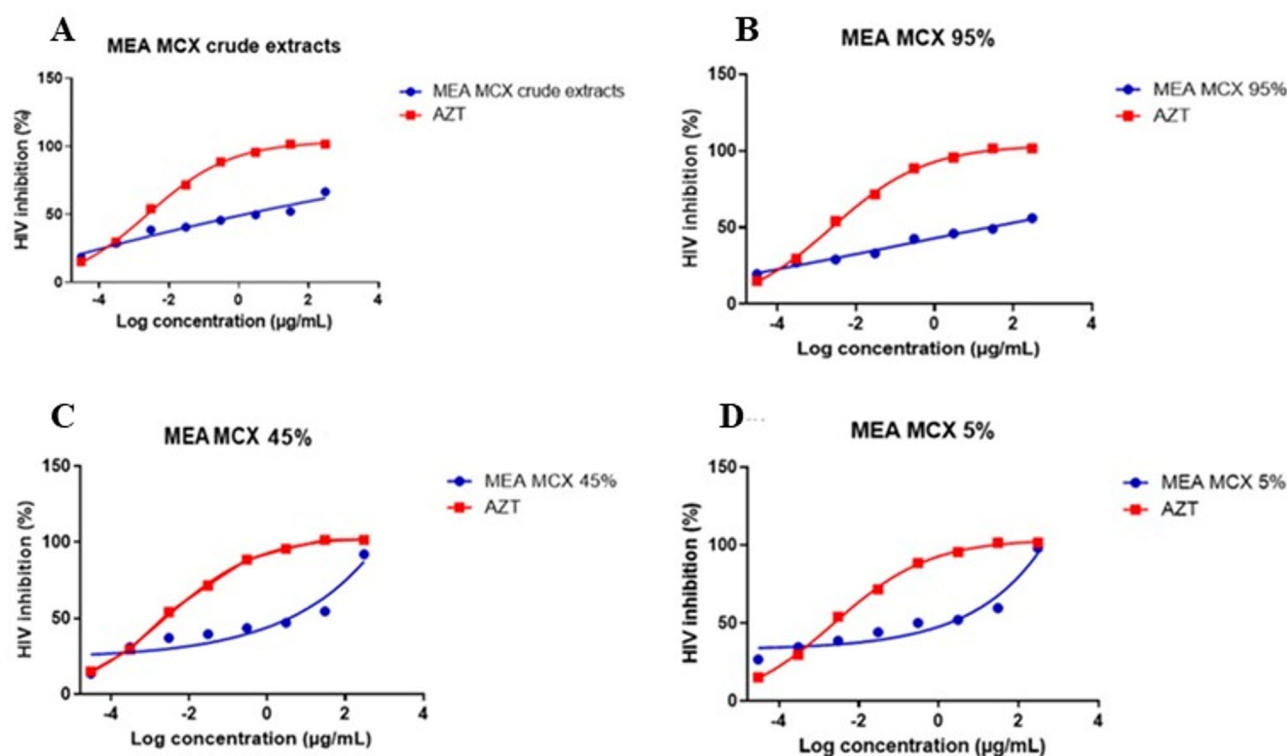 A
MEA MCX crude extracts
HIV inhibition (%)
150
100
50
0
-4
-2
0
2
4
Log concentration (µg/mL)
MEA MCX crude extracts
AZT
B
MEA MCX 95%
HIV inhibition (%)
150
100
50
0
-4
-2
0
2
4
Log concentration (µg/mL)
MEA MCX 95%
AZT
C
MEA MCX 45%
HIV inhibition (%)
150
100
50
0
-4
-2
0
2
4
Log concentration (µg/mL)
MEA MCX 45%
AZT
D
MEA MCX 5%
HIV inhibition (%)
150
100
50
0
-4
-2
0
2
4
Log concentration (µg/mL)
MEA MCX 5%
AZT